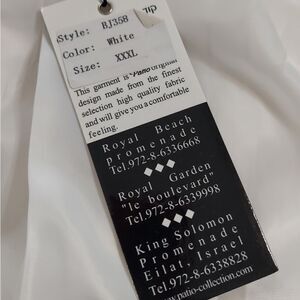 Style: BJ358
Color: White
Size: XXXL
This garment is "Patio original
design made from the finest
selection high quality fabric
and will give you a comfortable
feeling.
Royal Beach
promenade
Tel.972-8-6336668
Royal Garden
"le boulevard"
Tel.972-8-6339998
King Solomon
Promenade
Eilat, Israel
Tel.972-8-6338828
www.patio-collection.com